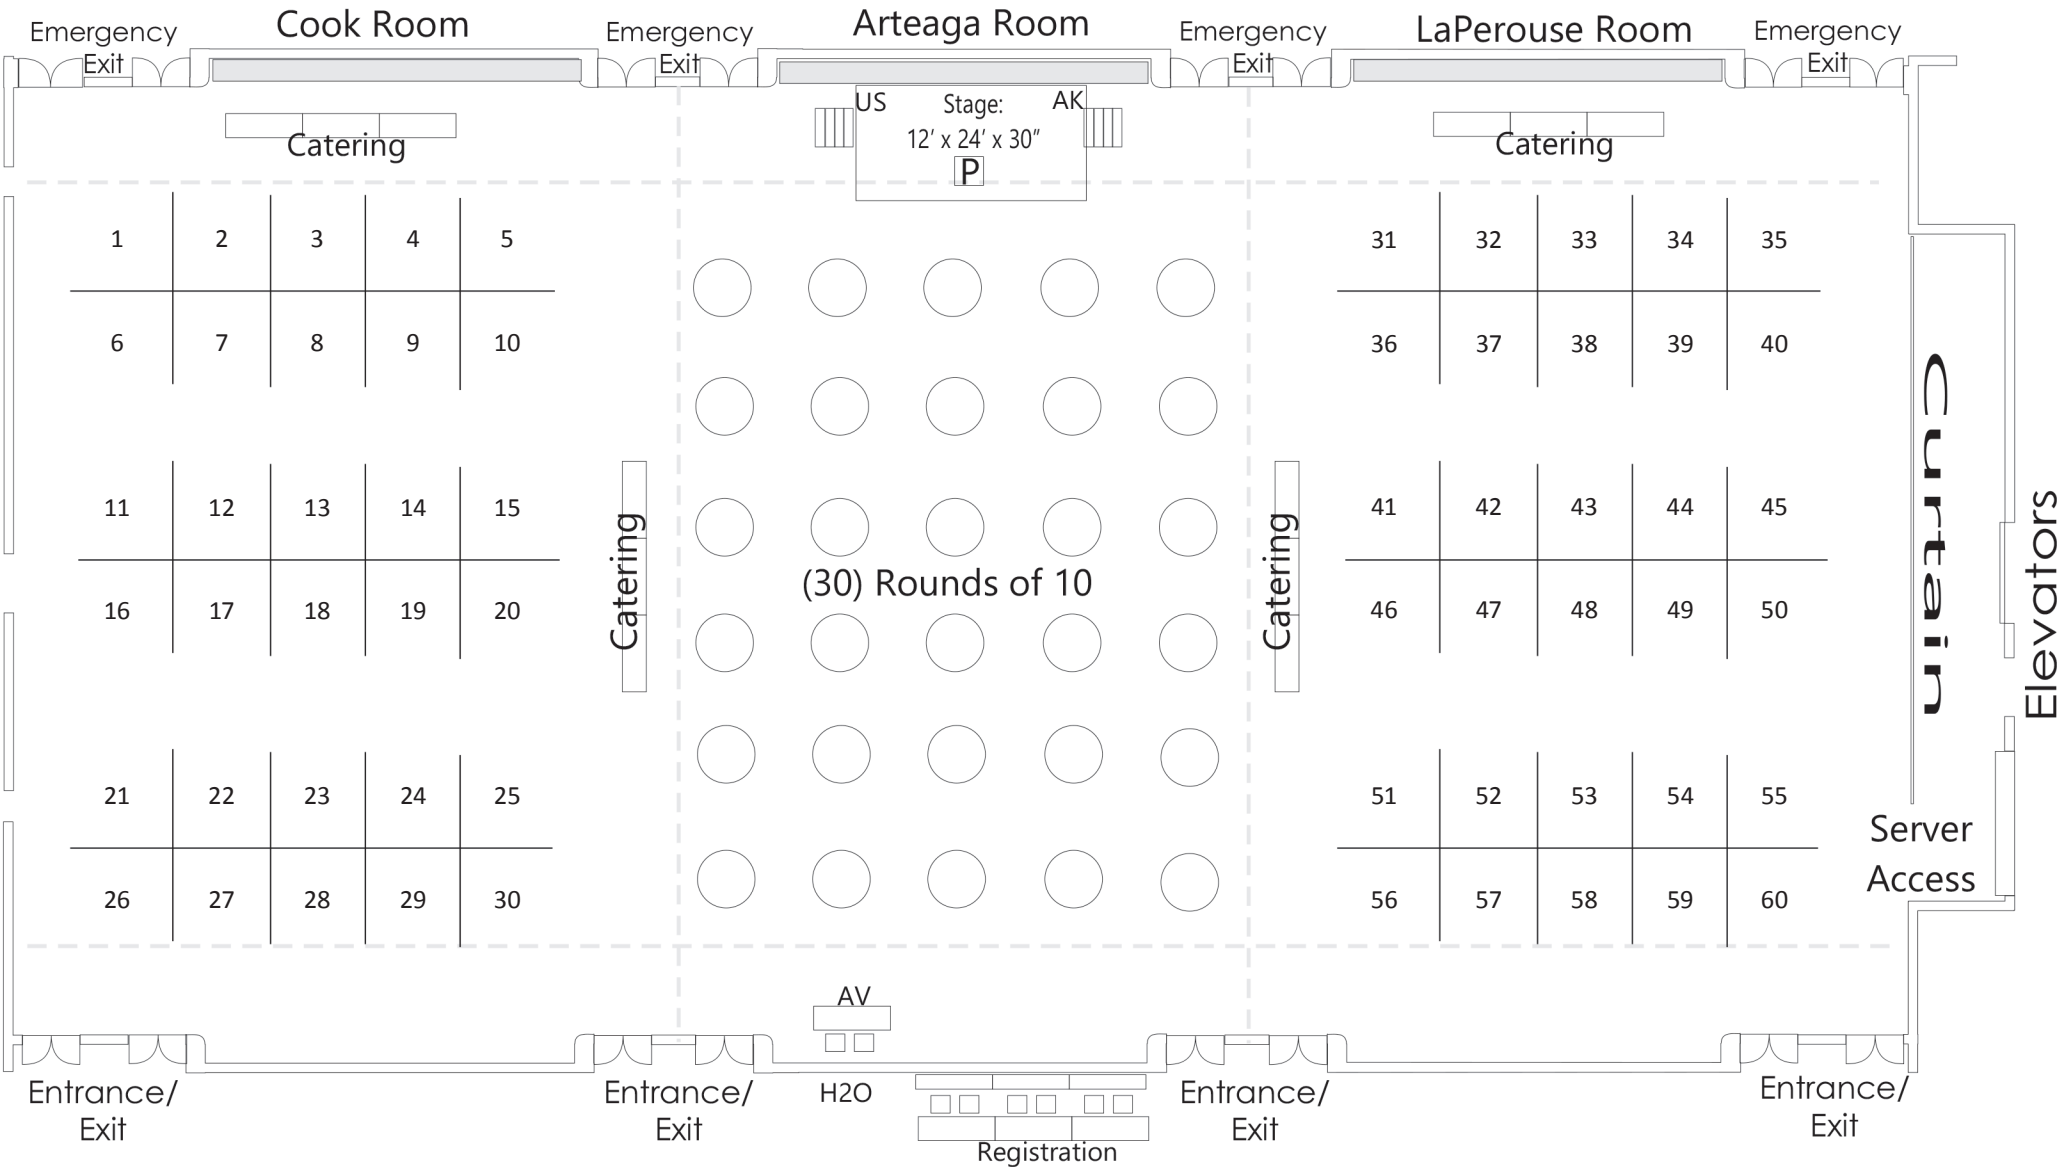 Cook Room
Arteaga Room
LaPerouse Room
Emergency
Exit
Emergency
Exit
Emergency
Exit
Emergency
Exit
Catering
US
Stage:
AK
12’ x 24’ x 30”
P
Catering
1 2 3 4 5
6 7 8 9 10
11 12 13 14 15
16 17 18 19 20
21 22 23 24 25
26 27 28 29 30
Catering
(30) Rounds of 10
Catering
31 32 33 34 35
36 37 38 39 40
41 42 43 44 45
46 47 48 49 50
51 52 53 54 55
56 57 58 59 60
Curtain
Elevators
Server
Access
AV
H2O
Registration
Entrance/
Exit
Entrance/
Exit
Entrance/
Exit
Entrance/
Exit